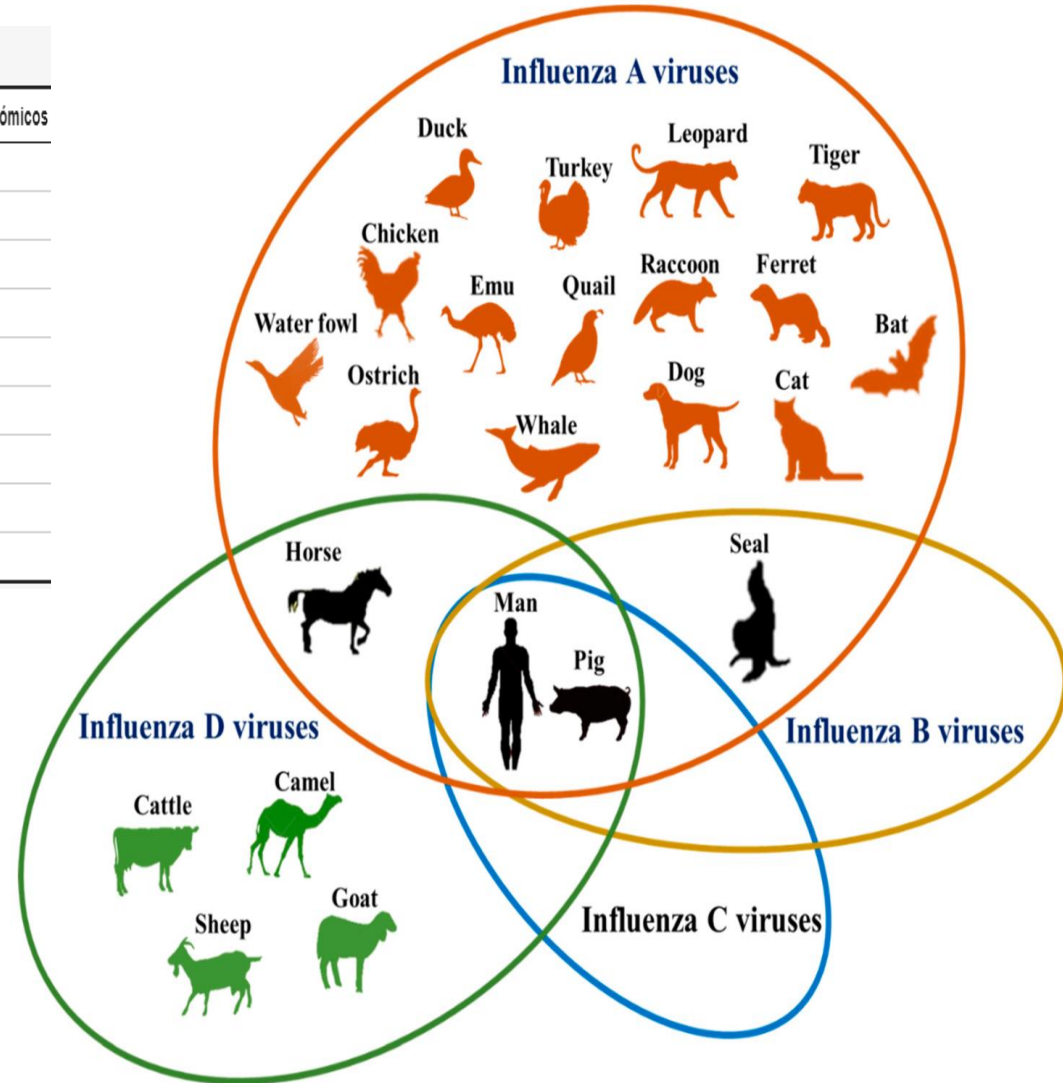 ómicos
Influenza A viruses
Duck
Leopard
Turkey
Tiger
Chicken
Raccoon
Ferret
Emu
Quail
Water fowl
Bat
Ostrich
Dog
Cat
Whale
Horse
Seal
Man
Pig
Influenza D viruses
Influenza B viruses
Camel
Cattle
Goat
Sheep
Influenza C viruses